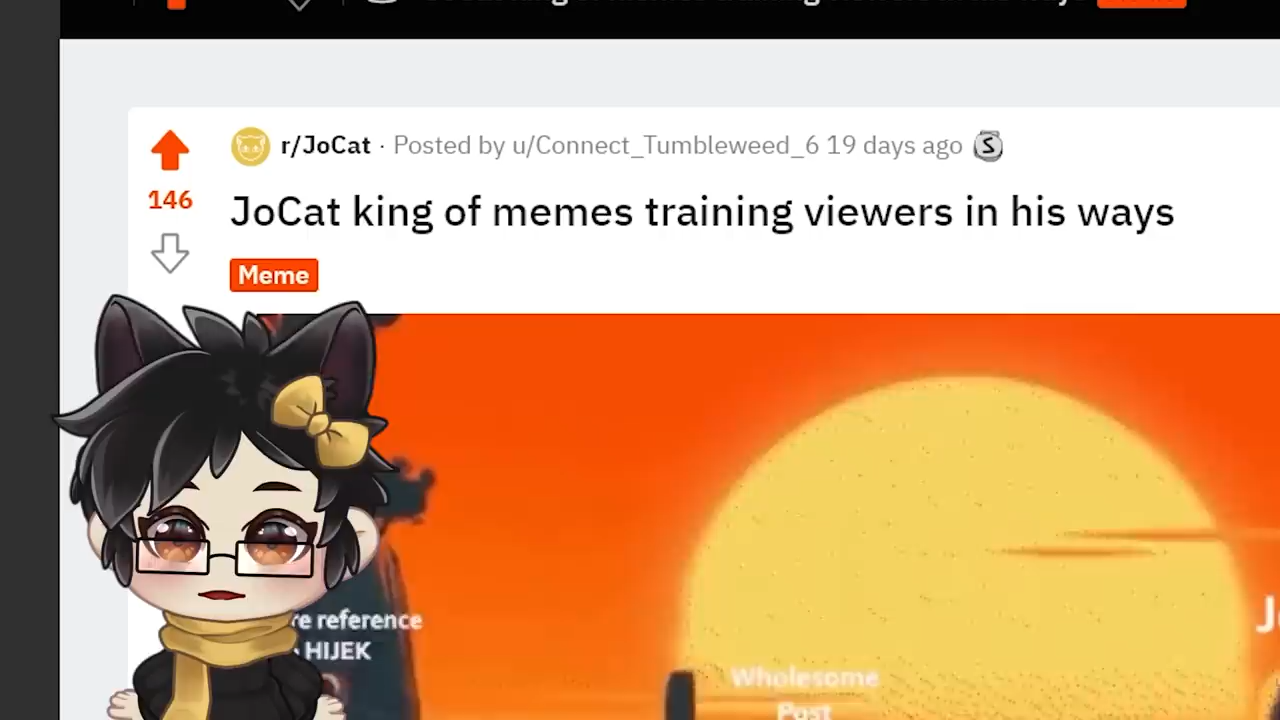 r/JoCat · Posted by u/Connect_Tumbleweed_6 19 days ago S
146
JoCat king of memes training viewers in his ways
Meme
re reference
HIJEK
Wholesome
Post